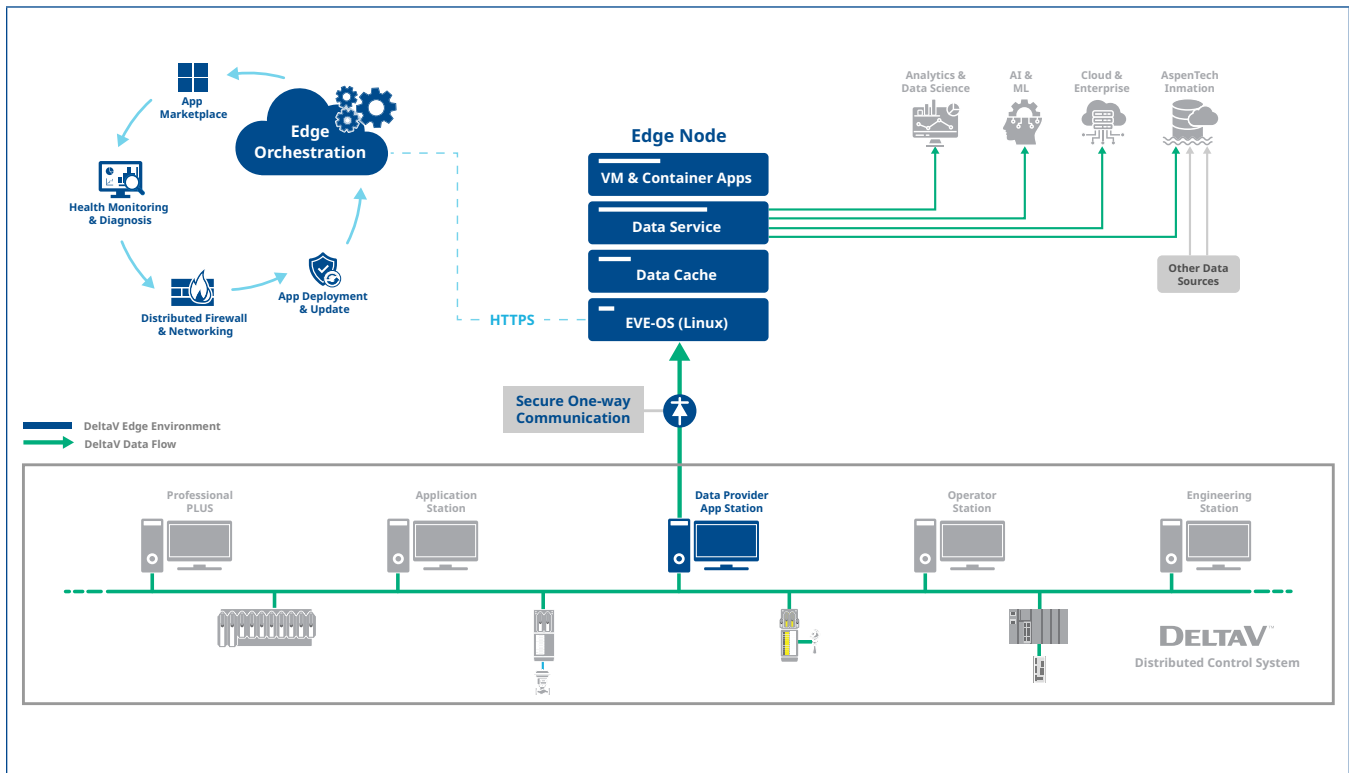 App
Marketplace
Edge
Orchestration
Health Monitoring
& Diagnosis
Distributed Firewall
& Networking
App Deployment
& Update
HTTPS
Edge Node
VM & Container Apps
Data Service
Data Cache
EVE-OS (Linux)
Analytics &
Data Science
AI &
ML
Cloud &
Enterprise
AspenTech
Inmation
Other Data
Sources
Secure One-way
Communication
DeltaV Edge Environment
DeltaV Data Flow
Professional
PLUS
Application
Station
Data Provider
App Station
Operator
Station
Engineering
Station
DELTAV™
Distributed Control System